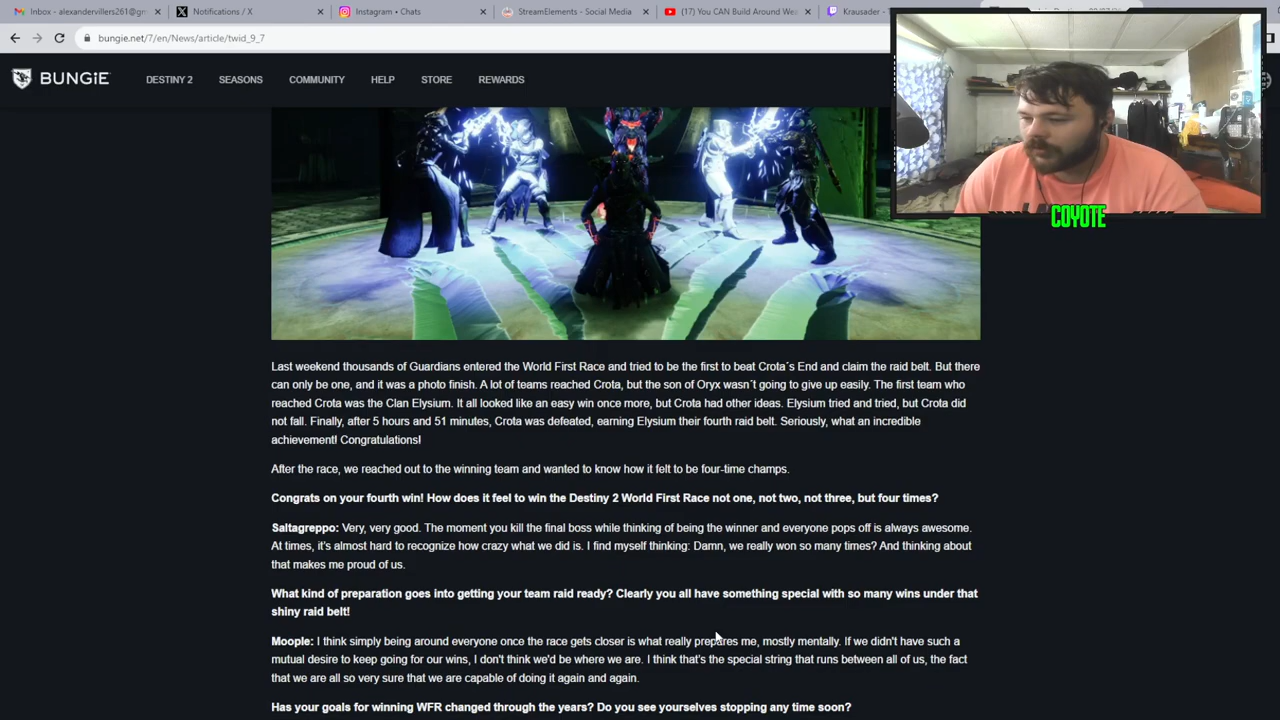 Inbox - alexandervillers261@gm
Notifications / X
Instagram • Chats
StreamElements - Social Media
(17) You CAN Build Around We
Krausader -
bungie.net/7/en/News/article/twid_9_7
BUNGiE
DESTINY 2
SEASONS
COMMUNITY
HELP
STORE
REWARDS
COYOTE
Last weekend thousands of Guardians entered the World First Race and tried to be the first to beat Crota´s End and claim the raid belt. But there
can only be one, and it was a photo finish. A lot of teams reached Crota, but the son of Oryx wasn´t going to give up easily. The first team who
reached Crota was the Clan Elysium. It all looked like an easy win once more, but Crota had other ideas. Elysium tried and tried, but Crota did
not fall. Finally, after 5 hours and 51 minutes, Crota was defeated, earning Elysium their fourth raid belt. Seriously, what an incredible
achievement! Congratulations!
After the race, we reached out to the winning team and wanted to know how it felt to be four-time champs.
Congrats on your fourth win! How does it feel to win the Destiny 2 World First Race not one, not two, not three, but four times?
Saltagreppo: Very, very good. The moment you kill the final boss while thinking of being the winner and everyone pops off is always awesome.
At times, it's almost hard to recognize how crazy what we did is. I find myself thinking: Damn, we really won so many times? And thinking about
that makes me proud of us.
What kind of preparation goes into getting your team raid ready? Clearly you all have something special with so many wins under that
shiny raid belt!
Moople: I think simply being around everyone once the race gets closer is what really prepares me, mostly mentally. If we didn't have such a
mutual desire to keep going for our wins, I don't think we'd be where we are. I think that's the special string that runs between all of us, the fact
that we are all so very sure that we are capable of doing it again and again.
Has your goals for winning WFR changed through the years? Do you see yourselves stopping any time soon?